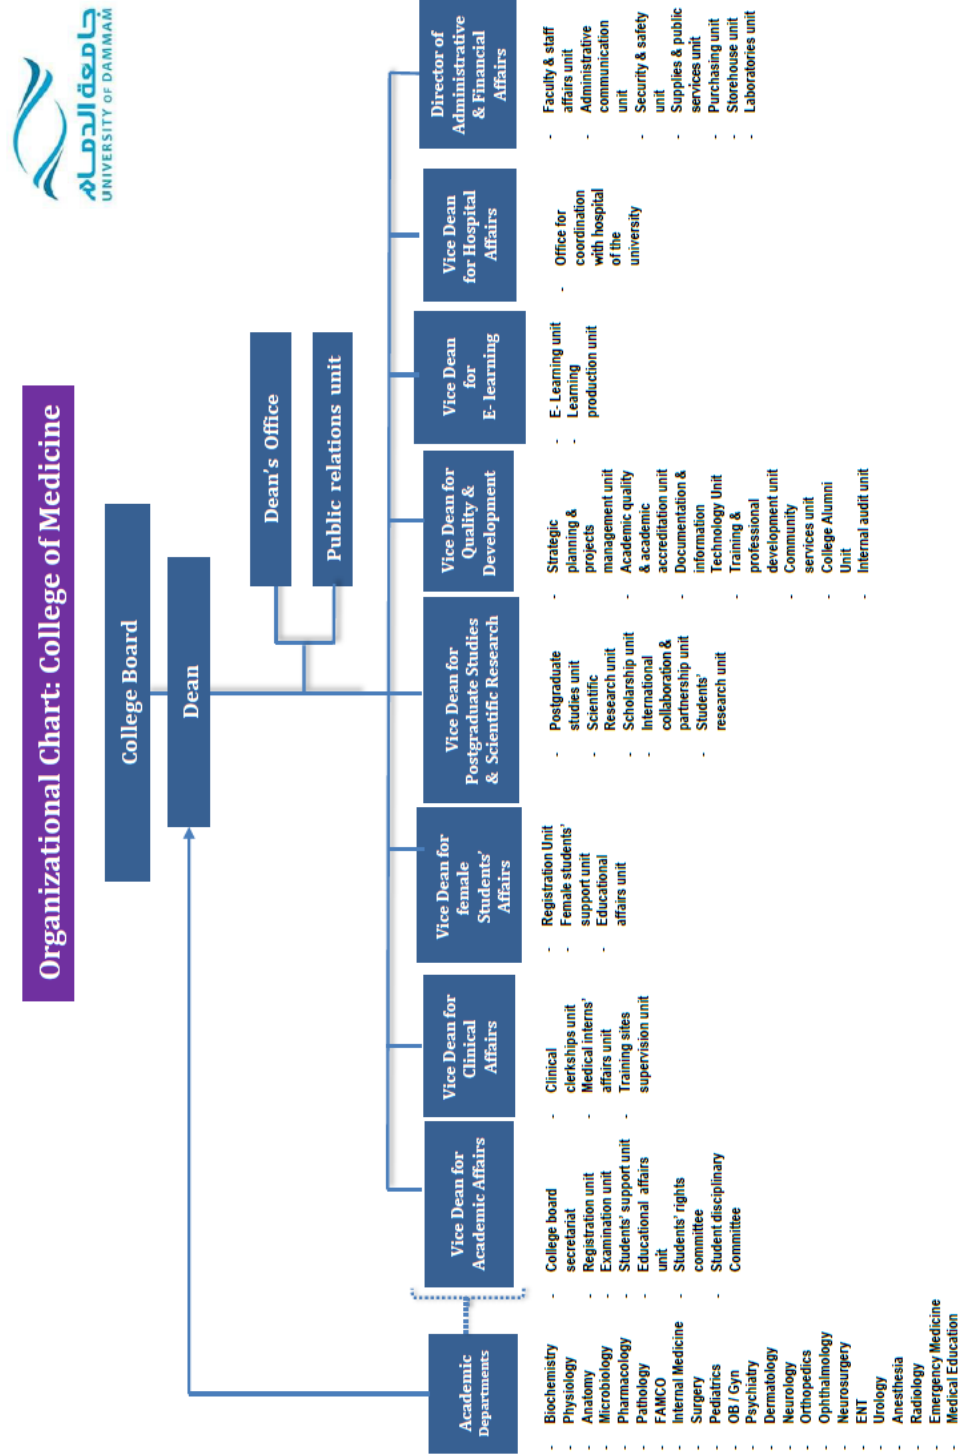 جامعة الدمام
UNIVERSITY OF DAMMAM
Organizational Chart: College of Medicine
College Board
Dean
Dean's Office
Public relations unit
Academic
Departments
Vice Dean for
Academic Affairs
Vice Dean for
Clinical
Affairs
Vice Dean for
female
Students'
Affairs
Vice Dean for
Postgraduate Studies
& Scientific Research
Vice Dean for
Quality &
Development
Vice Dean
for
E- learning
Vice Dean
for Hospital
Affairs
Director of
Administrative
& Financial
Affairs
- Biochemistry
- Physiology
- Anatomy
- Microbiology
- Pharmacology
- Pathology
- FAMCO
- Internal Medicine
- Surgery
- Pediatrics
- OB / Gyn
- Psychiatry
- Dermatology
- Neurology
- Orthopedics
- Ophthalmology
- Neurosurgery
- ENT
- Urology
- Anesthesia
- Radiology
- Emergency Medicine
- Medical Education
- College board
secretariat
- Registration unit
- Examination unit
- Students' support unit
- Educational affairs
unit
- Students' rights
committee
- Student disciplinary
Committee
- Clinical
clerkships unit
- Medical interns'
affairs unit
- Training sites
supervision unit
- Registration Unit
- Female students'
support unit
- Educational
affairs unit
- Postgraduate
studies unit
- Scientific
Research unit
- Scholarship unit
- International
collaboration &
partnership unit
- Students'
research unit
- Strategic
planning &
projects
management unit
- Academic quality
& academic
accreditation unit
- Documentation &
information
Technology Unit
- Training &
professional
development unit
- Community
services unit
- College Alumni
Unit
- Internal audit unit
- E- Learning unit
- Learning
production unit
- Office for
coordination
with hospital
of the
university
- Faculty & staff
affairs unit
- Administrative
communication
unit
- Security & safety
unit
- Supplies & public
services unit
- Purchasing unit
- Storehouse unit
- Laboratories unit